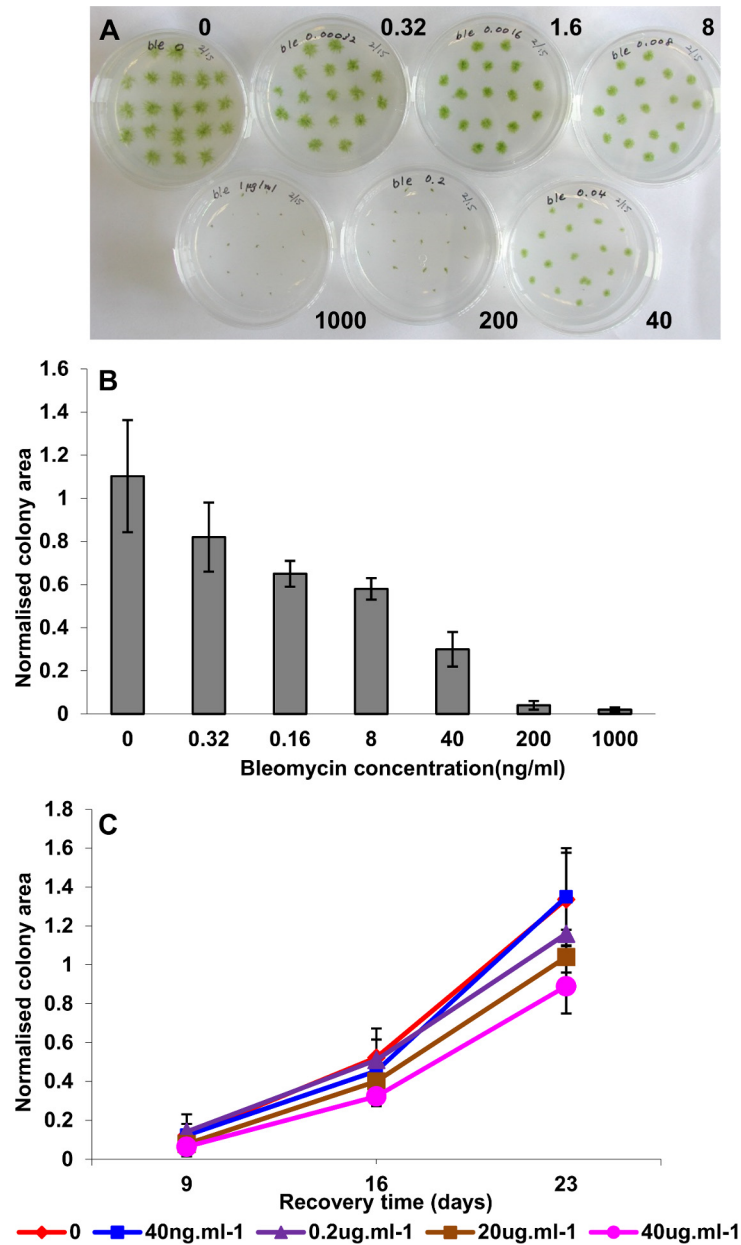 A 0 0.32 1.6 8
ble 0 2/15
ble 0.00032 2/15
ble 0.0016 2/15
ble 0.008 2/15
ble 1µg/ml 2/15
ble 0.2 2/15
ble 0.04 2/15
1000 200 40
B
Normalised colony area
1.6
1.4
1.2
1
0.8
0.6
0.4
0.2
0
0 0.32 0.16 8 40 200 1000
Bleomycin concentration(ng/ml)
C
Normalised colony area
1.8
1.6
1.4
1.2
1
0.8
0.6
0.4
0.2
0
9 16 23
Recovery time (days)
0 40ng.ml-1 0.2ug.ml-1 20ug.ml-1 40ug.ml-1